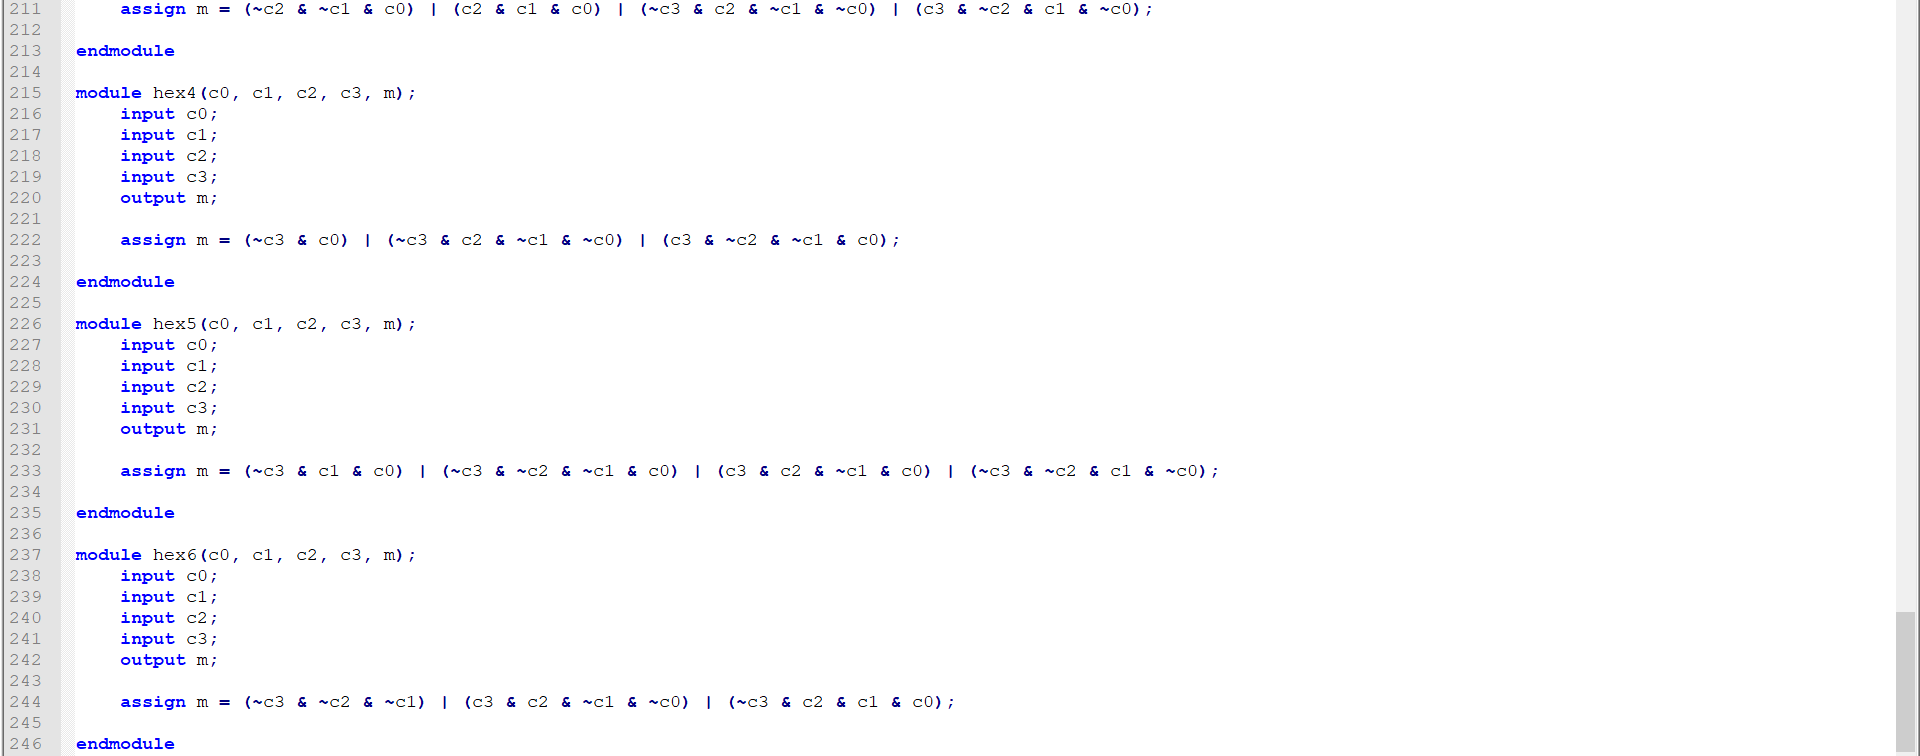 211 assign m = (~c2 & ~c1 & c0) | (c2 & c1 & c0) | (~c3 & c2 & ~c1 & ~c0) | (c3 & ~c2 & c1 & ~c0);
212
213 endmodule
214
215 module hex4(c0, c1, c2, c3, m);
216 input c0;
217 input c1;
218 input c2;
219 input c3;
220 output m;
221
222 assign m = (~c3 & c0) | (~c3 & c2 & ~c1 & ~c0) | (c3 & ~c2 & ~c1 & c0);
223
224 endmodule
225
226 module hex5(c0, c1, c2, c3, m);
227 input c0;
228 input c1;
229 input c2;
230 input c3;
231 output m;
232
233 assign m = (~c3 & c1 & c0) | (~c3 & ~c2 & ~c1 & c0) | (c3 & c2 & ~c1 & c0) | (~c3 & ~c2 & c1 & ~c0);
234
235 endmodule
236
237 module hex6(c0, c1, c2, c3, m);
238 input c0;
239 input c1;
240 input c2;
241 input c3;
242 output m;
243
244 assign m = (~c3 & ~c2 & ~c1) | (c3 & c2 & ~c1 & ~c0) | (~c3 & c2 & c1 & c0);
245
246 endmodule